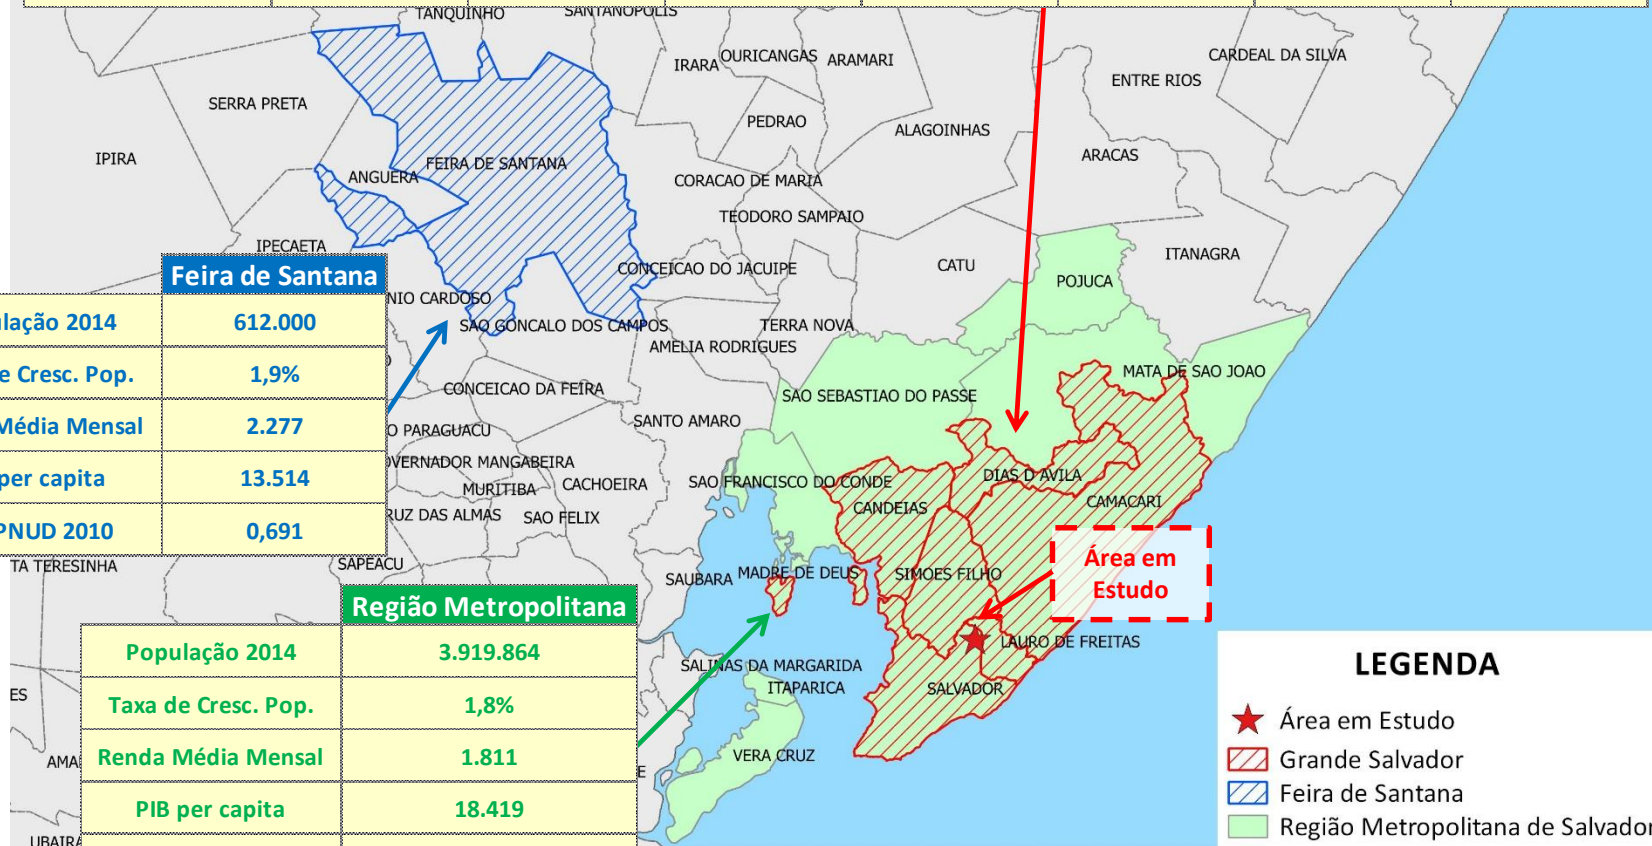 TANQUINHO
SANTANOPOLIS
CARDEAL DA SILVA
OURICANGAS
ARAMARI
IRARA
ENTRE RIOS
SERRA PRETA
PEDRAO
ALAGOINHAS
IPIRA
ARACAS
FEIRA DE SANTANA
ANGUERA
CORACAO DE MARIA
TEODORO SAMPAIO
IPECAETA
ITANAGRA
CONCEICAO DO JACUIPE
CATU
POJUCA
Feira de Santana
NIO CARDOSO
lação 2014 612.000
e Cresc. Pop. 1,9%
Média Mensal 2.277
per capita 13.514
PNUD 2010 0,691
SAO GONCALO DOS CAMPOS
TERRA NOVA
AMELIA RODRIGUES
MATA DE SAO JOAO
CONCEICAO DA FEIRA
SAO SEBASTIAO DO PASSE
SANTO AMARO
O PARAGUACU
VERNADOR MANGABEIRA
MURITIBA
CACHOEIRA
SAO FRANCISCO DO CONDE
DIAS D AVILA
CANDEIAS
CAMACARI
RUZ DAS ALMAS
SAO FELIX
Área em
Estudo
TA TERESINHA
SAPEACU
SAUBARA
MADRE DE DEUS
SIMOES FILHO
Região Metropolitana
População 2014 3.919.864
Taxa de Cresc. Pop. 1,8%
Renda Média Mensal 1.811
PIB per capita 18.419
LAURO DE FREITAS
SALINAS DA MARGARIDA
ITAPARICA
SALVADOR
ES
VERA CRUZ
AMA
E
UBAIRA
LEGENDA
Área em Estudo
Grande Salvador
Feira de Santana
Região Metropolitana de Salvador